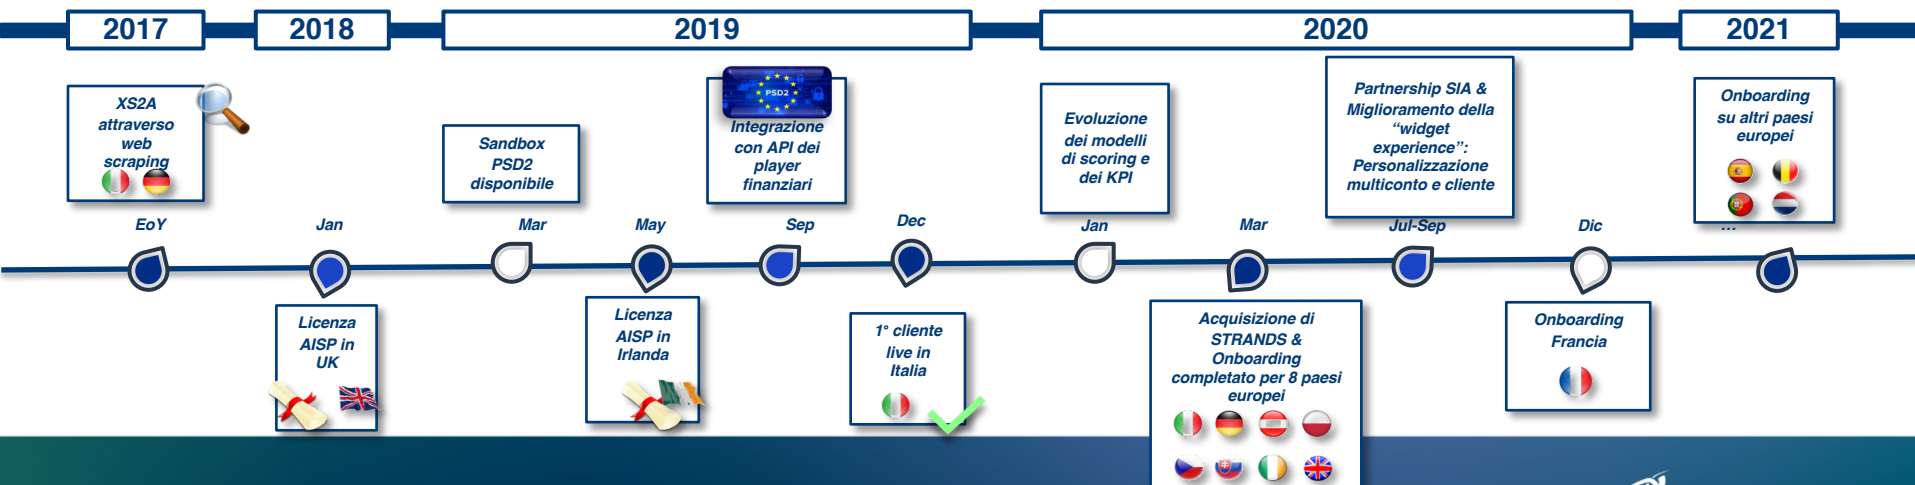 2017
2018
2019
2020
2021
XS2A
attraverso
web
scraping
EoY
Jan
Licenza
AISP in
UK
Sandbox
PSD2
disponibile
Mar
May
Licenza
AISP in
Irlanda
PSD2
Integrazione
con API dei
player
finanziari
Sep
Dec
1° cliente
live in
Italia
Evoluzione
dei modelli
di scoring e
dei KPI
Jan
Mar
Acquisizione di
STRANDS &
Onboarding
completato per 8 paesi
europei
Partnership SIA &
Miglioramento della
“widget
experience”:
Personalizzazione
multiconto e cliente
Jul-Sep
Dic
Onboarding
Francia
Onboarding
su altri paesi
europei
...